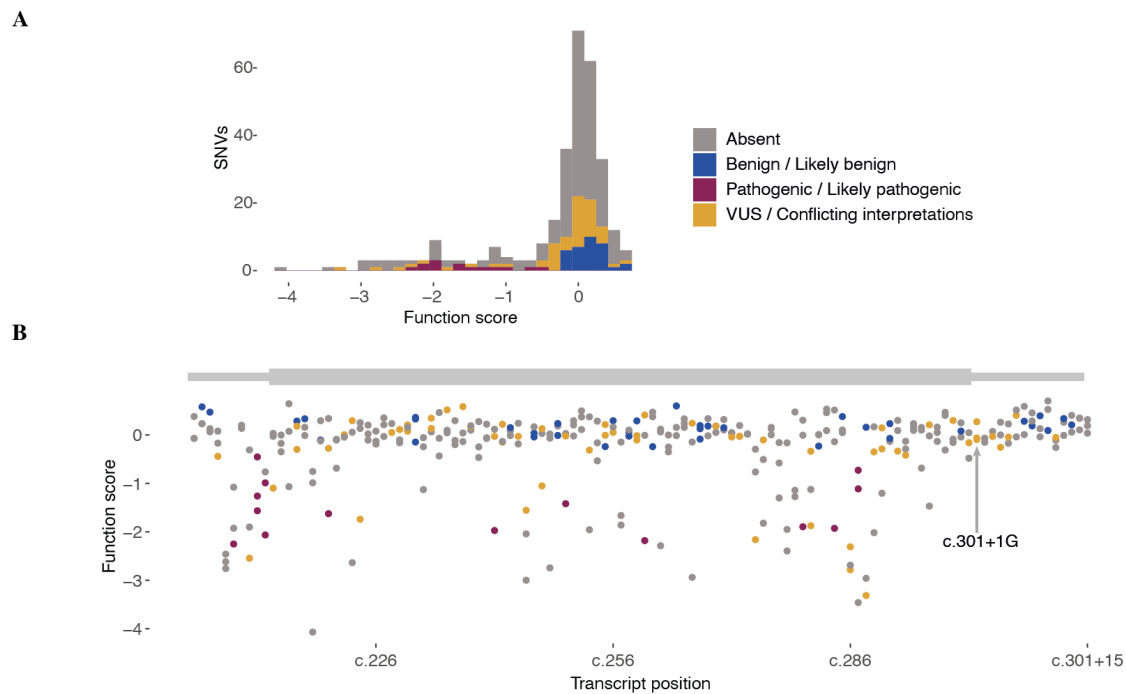 A
SNVs
60-
40-
20-
0-
−4
−3
−2
−1
0
Function score
Absent
Benign / Likely benign
Pathogenic / Likely pathogenic
VUS / Conflicting interpretations
B
Function score
0-
−1-
−2-
−3-
−4-
c.301+1G
c.226
c.256
c.286
c.301+15
Transcript position